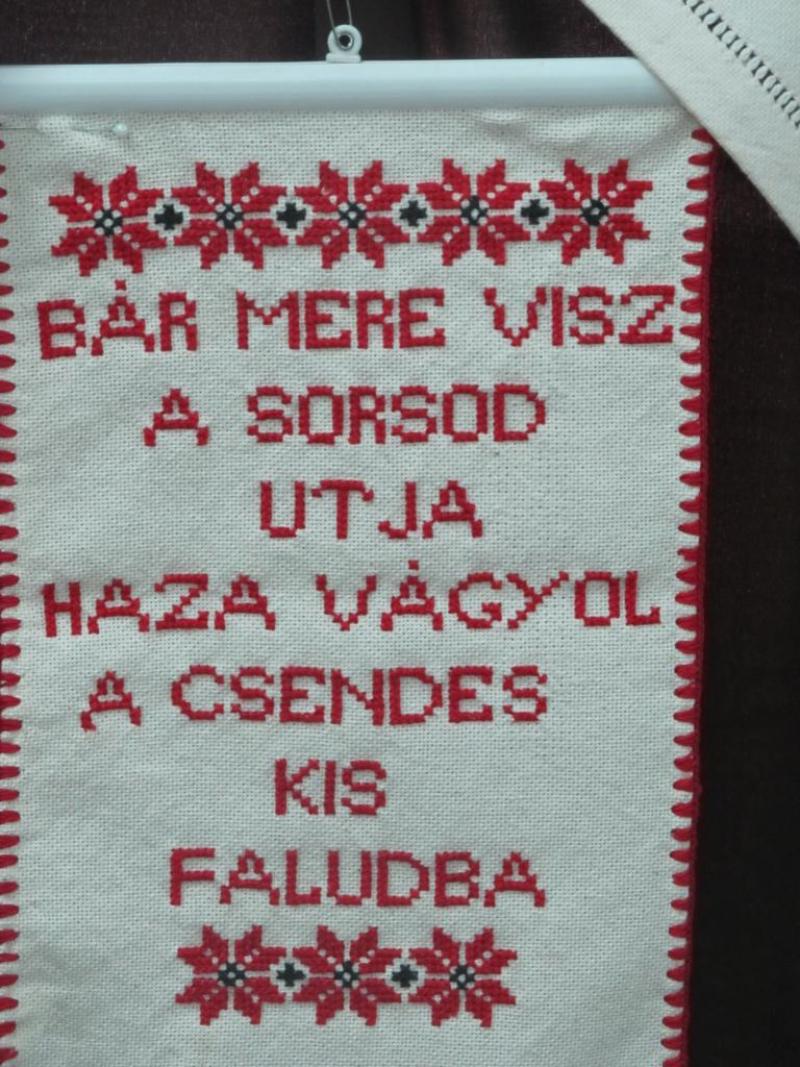 BÁR MERE VISZ
A SORSOD
UTJA
HAZA VÁGYOL
A CSENDES
KIS
FALUDBA